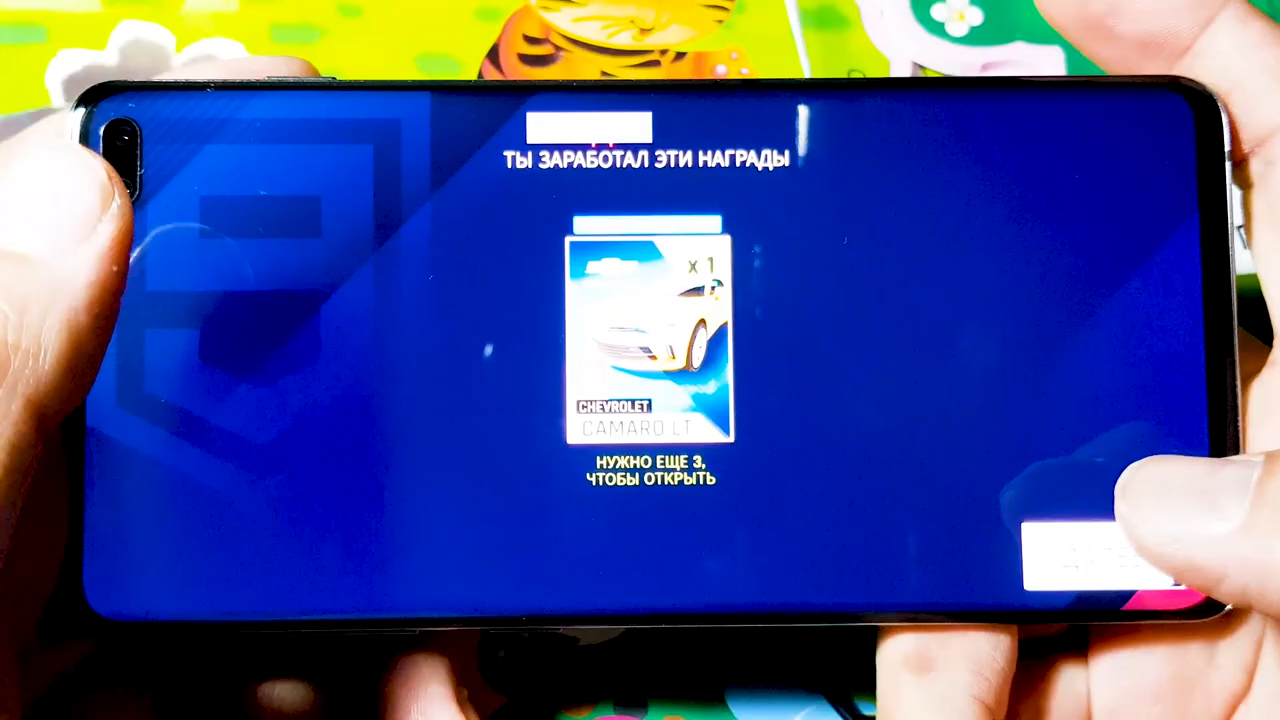 ТЫ ЗАРАБОТАЛ ЭТИ НАГРАДЫ
x 1
CHEVROLET
CAMARO LT
НУЖНО ЕЩЕ 3,
ЧТОБЫ ОТКРЫТЬ